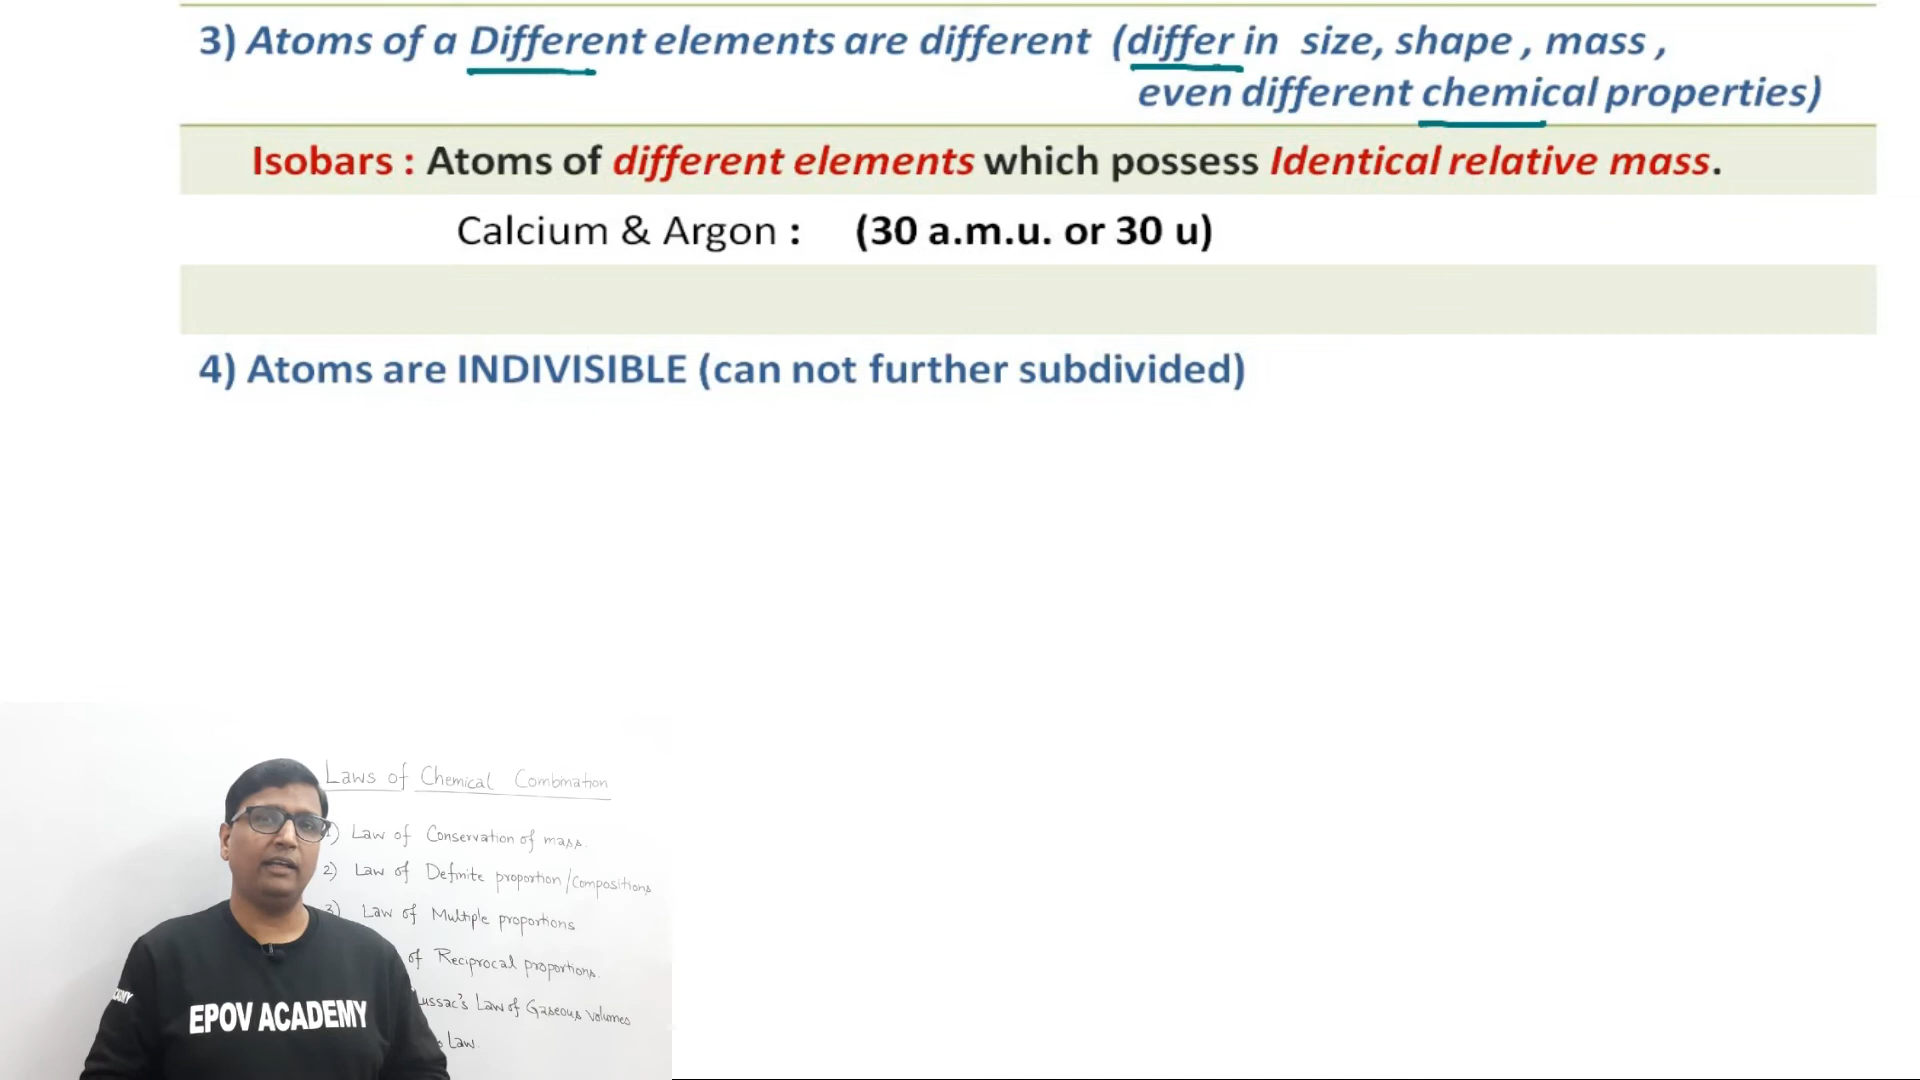 3) Atoms of a Different elements are different (differ in size, shape , mass ,
even different chemical properties)
Isobars : Atoms of different elements which possess Identical relative mass.
Calcium & Argon : (30 a.m.u. or 30 u)
4) Atoms are INDIVISIBLE (can not further subdivided)
Laws of Chemical Combination
1) Law of Conservation of mass.
2) Law of Definite proportion/Compositions
3) Law of Multiple proportions
of Reciprocal proportions.
Lussac's Law of Gaseous Volumes
Law.
EPOV ACADEMY